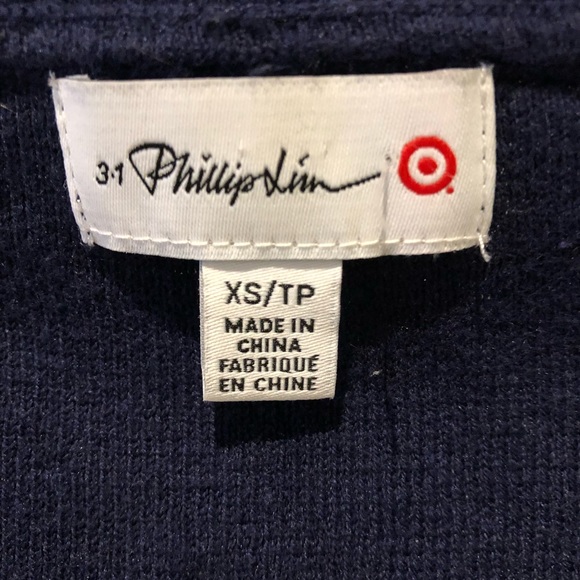 3.1 Phillip Lim
XS/TP
MADE IN
CHINA
FABRIQUÉ
EN CHINE